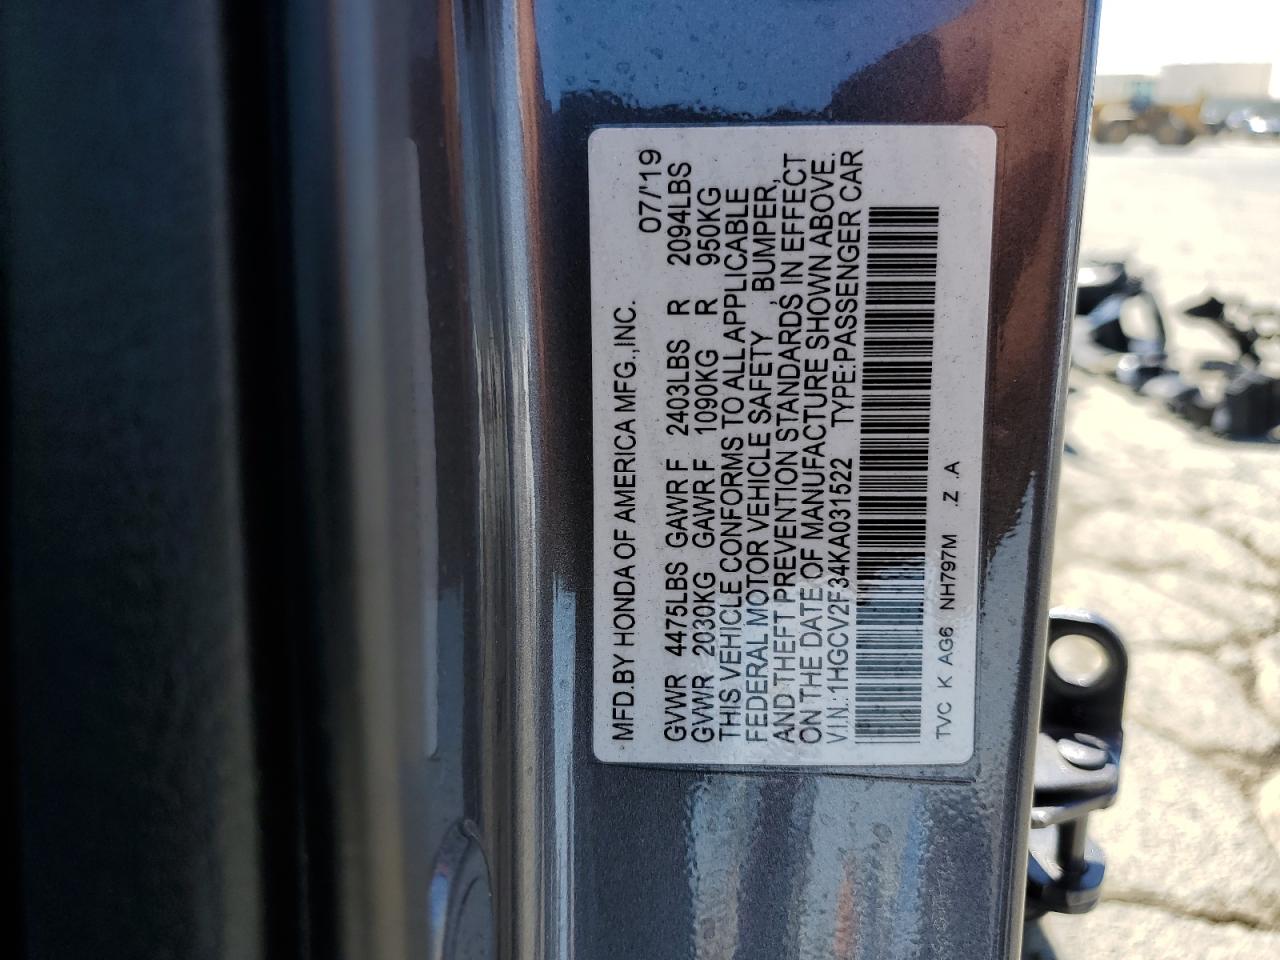 MFD.BY HONDA OF AMERICA MFG.,INC. 07/'19
GVWR 4475LBS GAWR F 2403LBS R 2094LBS
GVWR 2030KG GAWR F 1090KG R 950KG
THIS VEHICLE CONFORMS TO ALL APPLICABLE
FEDERAL MOTOR VEHICLE SAFETY , BUMPER,
AND THEFT PREVENTION STANDARDS IN EFFECT
ON THE DATE OF MANUFACTURE SHOWN ABOVE.
VIN:1HGCV2F34KA031522 TYPE:PASSENGER CAR
TVC K AG6 NH797M .Z .A